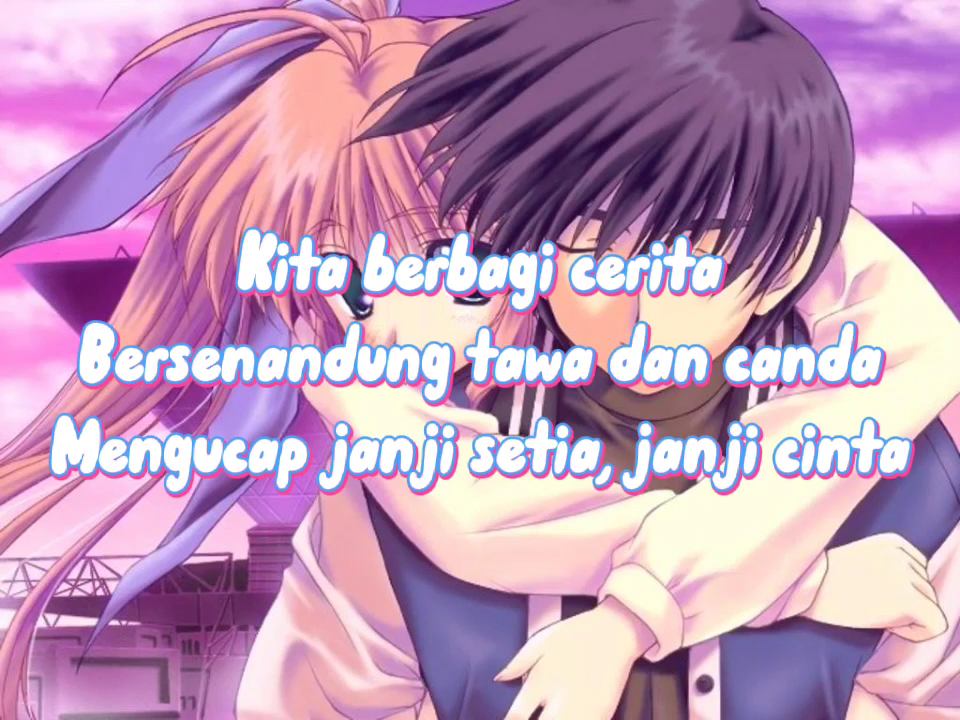 Kita berbagi cerita
Bersenandung tawa dan canda
Mengucap janji setia, janji cinta